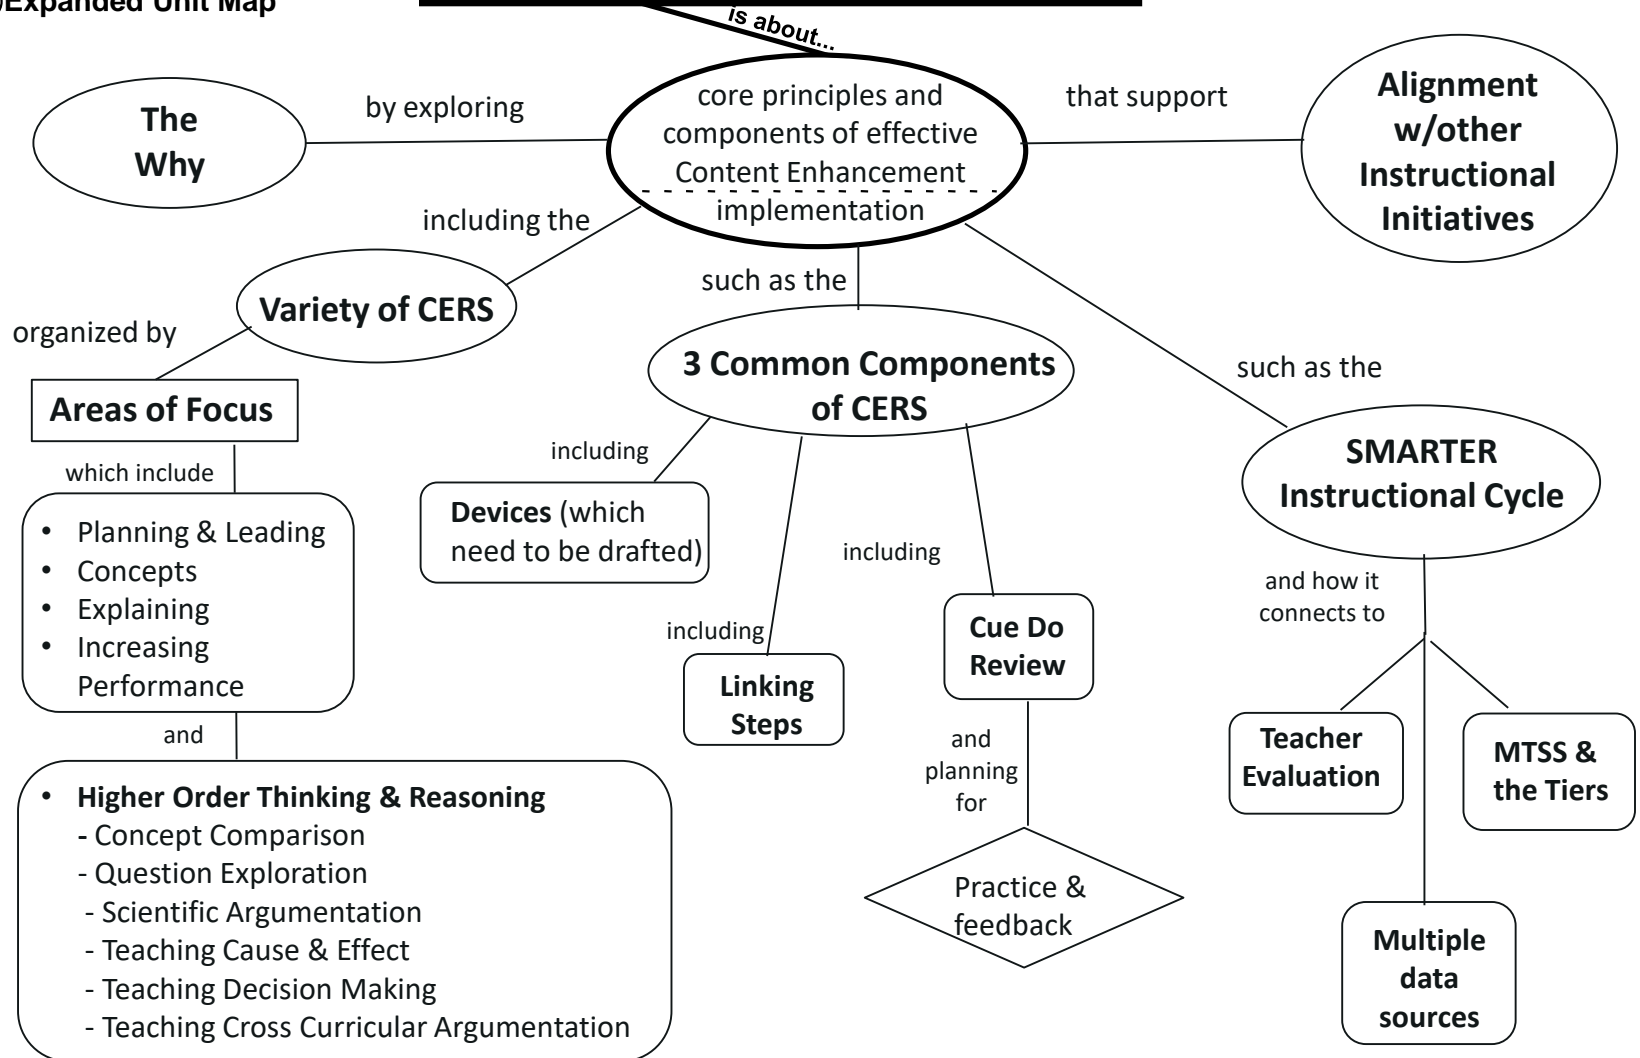 Expanded Unit Map
is about...
The
Why
by exploring
core principles and
components of effective
Content Enhancement
implementation
that support
Alignment
w/other
Instructional
Initiatives
including the
Variety of CERS
such as the
organized by
3 Common Components
of CERS
such as the
Areas of Focus
SMARTER
Instructional Cycle
including
which include
Devices (which
need to be drafted)
• Planning & Leading
• Concepts
• Explaining
• Increasing
Performance
including
and how it
connects to
including
Cue Do
Review
Linking
Steps
and
and
planning
for
Teacher
Evaluation
MTSS &
the Tiers
• Higher Order Thinking & Reasoning
- Concept Comparison
- Question Exploration
- Scientific Argumentation
- Teaching Cause & Effect
- Teaching Decision Making
- Teaching Cross Curricular Argumentation
Practice &
feedback
Multiple
data
sources